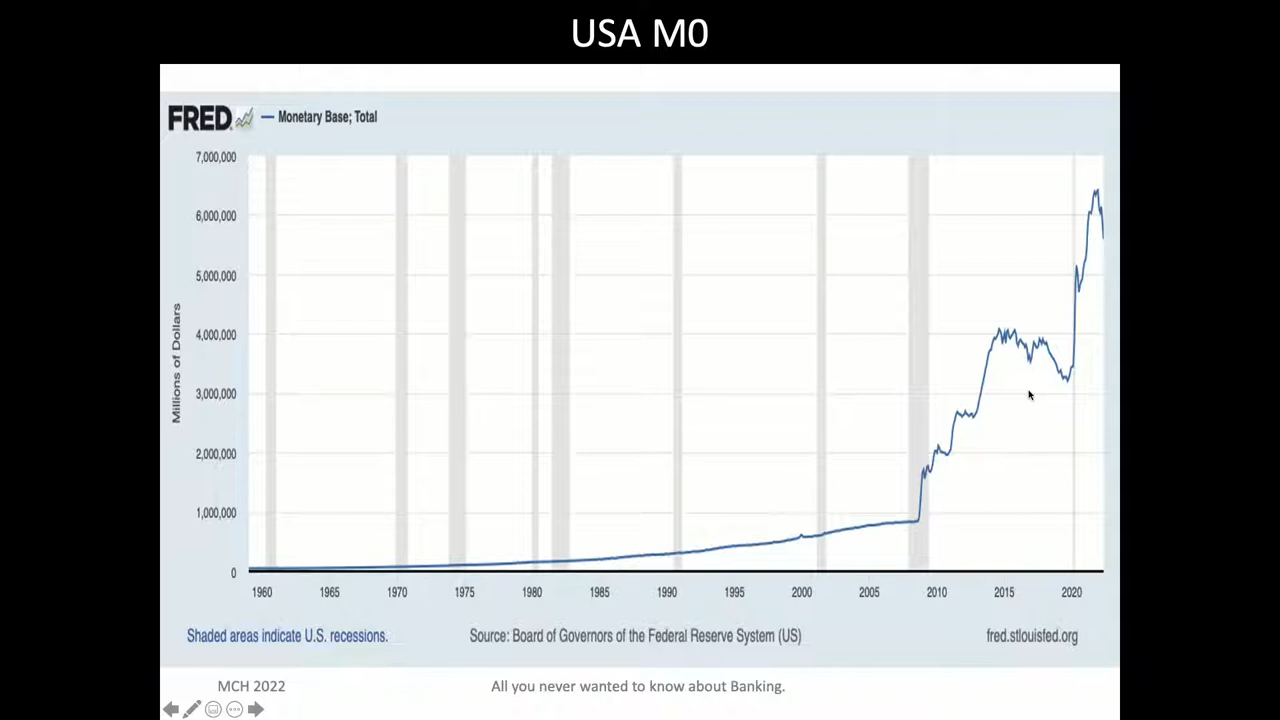 USA M0
FRED
Monetary Base; Total
7,000,000
6,000,000
5,000,000
4,000,000
3,000,000
2,000,000
1,000,000
0
Millions of Dollars
1960 1965 1970 1975 1980 1985 1990 1995 2000 2005 2010 2015 2020
Shaded areas indicate U.S. recessions. Source: Board of Governors of the Federal Reserve System (US) fred.stlouisfed.org
MCH 2022 All you never wanted to know about Banking.